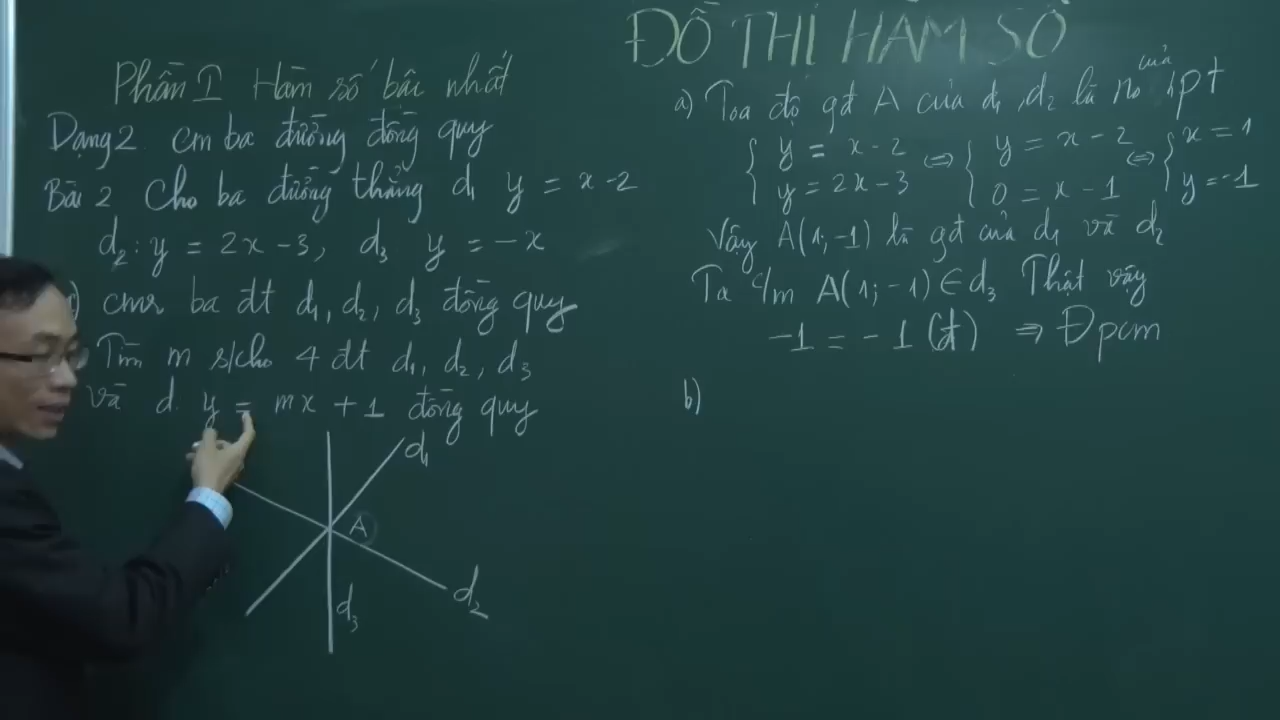 ĐỒ THỊ HÀM SỐ
Phần I Hàm số bậc nhất
Dạng 2 cm ba đường đồng quy
Bài 2 Cho ba đường thẳng d₁ y = x - 2
d₂: y = 2x - 3, d₃ y = -x
) cmr ba đt d₁, d₂, d₃ đồng quy
Tìm m s/cho 4 đt d₁, d₂, d₃
và d. y = mx + 1 đồng quy
d₁
A
d₂
d₃
a) Toạ độ gđ A của d₁, d₂ là no của hpt
{ y = x - 2 ⇔ { y = x - 2 ⇔ { x = 1
{ y = 2x - 3 { 0 = x - 1 { y = -1
Vậy A(1; -1) là gđ của d₁ và d₂
Ta c/m A(1; -1) ∈ d₃ Thật vậy
-1 = -1 (đ) ⇒ Đpcm
b)